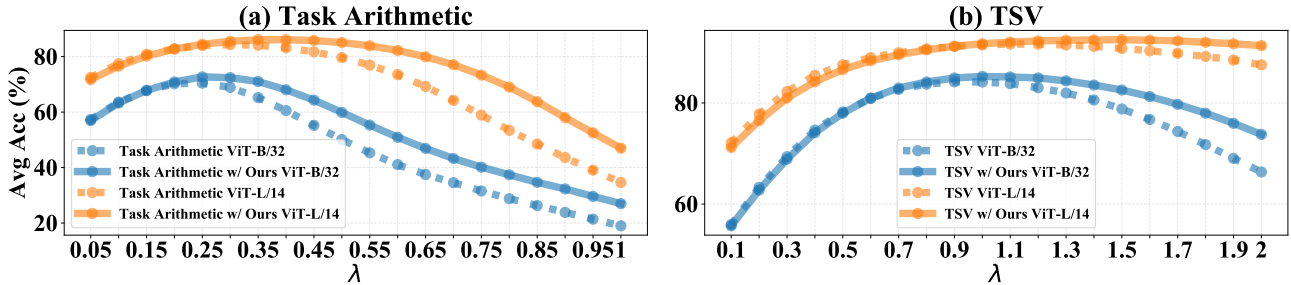 (a) Task Arithmetic
Avg Acc (%)
80
60
40
20
Task Arithmetic ViT-B/32
Task Arithmetic w/ Ours ViT-B/32
Task Arithmetic ViT-L/14
Task Arithmetic w/ Ours ViT-L/14
0.05 0.15 0.25 0.35 0.45 0.55 0.65 0.75 0.85 0.95 1
λ
(b) TSV
80
60
TSV ViT-B/32
TSV w/ Ours ViT-B/32
TSV ViT-L/14
TSV w/ Ours ViT-L/14
0.1 0.3 0.5 0.7 0.9 1.1 1.3 1.5 1.7 1.9 2
λ